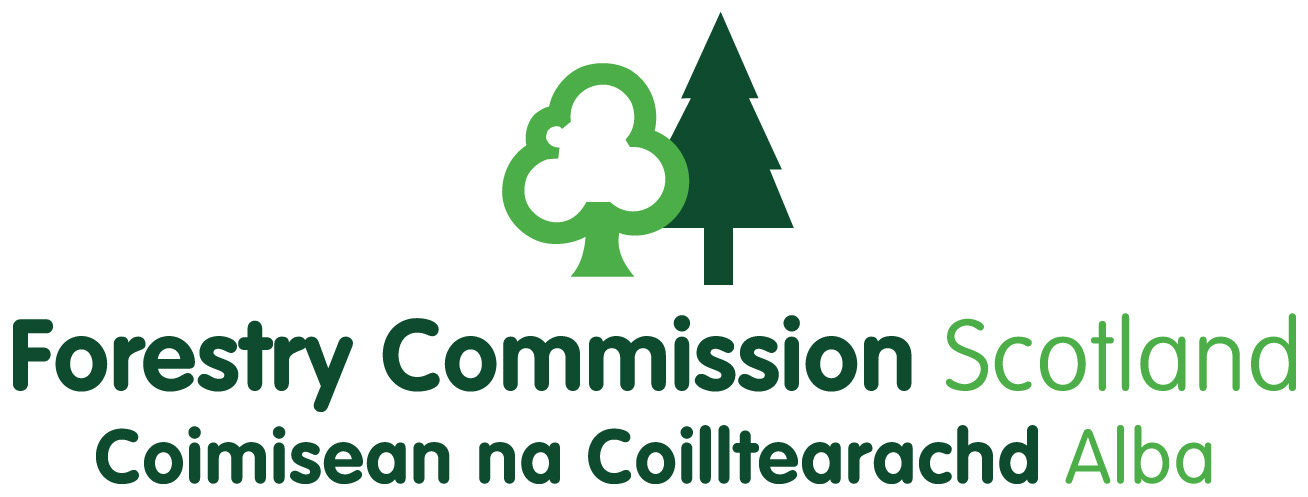 Forestry Commission Scotland
Coimisean na Coilltearachd Alba